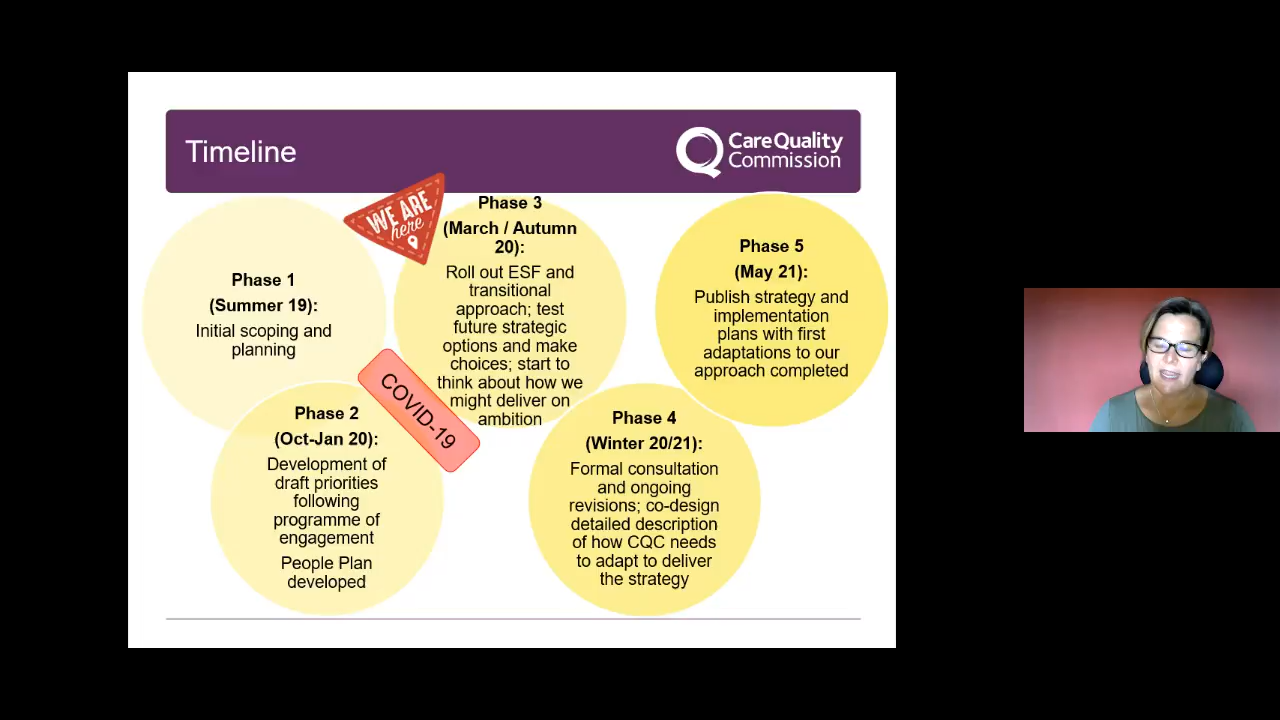 Timeline
CareQuality
Commission
WE ARE
here
Phase 1
(Summer 19):
Initial scoping and
planning
Phase 2
(Oct-Jan 20):
Development of
draft priorities
following
programme of
engagement
People Plan
developed
COVID-19
Phase 3
(March / Autumn
20):
Roll out ESF and
transitional
approach; test
future strategic
options and make
choices; start to
think about how we
might deliver on
ambition
Phase 4
(Winter 20/21):
Formal consultation
and ongoing
revisions; co-design
detailed description
of how CQC needs
to adapt to deliver
the strategy
Phase 5
(May 21):
Publish strategy and
implementation
plans with first
adaptations to our
approach completed